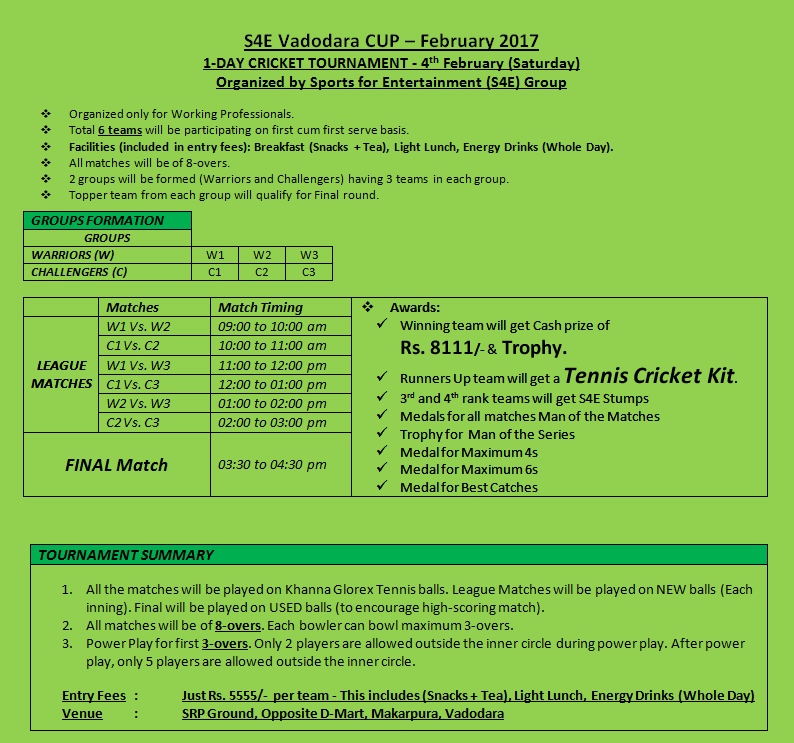 S4E Vadodara CUP – February 2017
1-DAY CRICKET TOURNAMENT - 4th February (Saturday)
Organized by Sports for Entertainment (S4E) Group
❖ Organized only for Working Professionals.
❖ Total 6 teams will be participating on first cum first serve basis.
❖ Facilities (included in entry fees): Breakfast (Snacks + Tea), Light Lunch, Energy Drinks (Whole Day).
❖ All matches will be of 8-overs.
❖ 2 groups will be formed (Warriors and Challengers) having 3 teams in each group.
❖ Topper team from each group will qualify for Final round.
GROUPS FORMATION
GROUPS
WARRIORS (W) W1 W2 W3
CHALLENGERS (C) C1 C2 C3
Matches Match Timing
LEAGUE MATCHES
W1 Vs. W2 09:00 to 10:00 am
C1 Vs. C2 10:00 to 11:00 am
W1 Vs. W3 11:00 to 12:00 pm
C1 Vs. C3 12:00 to 01:00 pm
W2 Vs. W3 01:00 to 02:00 pm
C2 Vs. C3 02:00 to 03:00 pm
FINAL Match 03:30 to 04:30 pm
❖ Awards:
✓ Winning team will get Cash prize of
Rs. 8111/- & Trophy.
✓ Runners Up team will get a Tennis Cricket Kit.
✓ 3rd and 4th rank teams will get S4E Stumps
✓ Medals for all matches Man of the Matches
✓ Trophy for Man of the Series
✓ Medal for Maximum 4s
✓ Medal for Maximum 6s
✓ Medal for Best Catches
TOURNAMENT SUMMARY
1. All the matches will be played on Khanna Glorex Tennis balls. League Matches will be played on NEW balls (Each
inning). Final will be played on USED balls (to encourage high-scoring match).
2. All matches will be of 8-overs. Each bowler can bowl maximum 3-overs.
3. Power Play for first 3-overs. Only 2 players are allowed outside the inner circle during power play. After power
play, only 5 players are allowed outside the inner circle.
Entry Fees : Just Rs. 5555/- per team - This includes (Snacks + Tea), Light Lunch, Energy Drinks (Whole Day)
Venue : SRP Ground, Opposite D-Mart, Makarpura, Vadodara